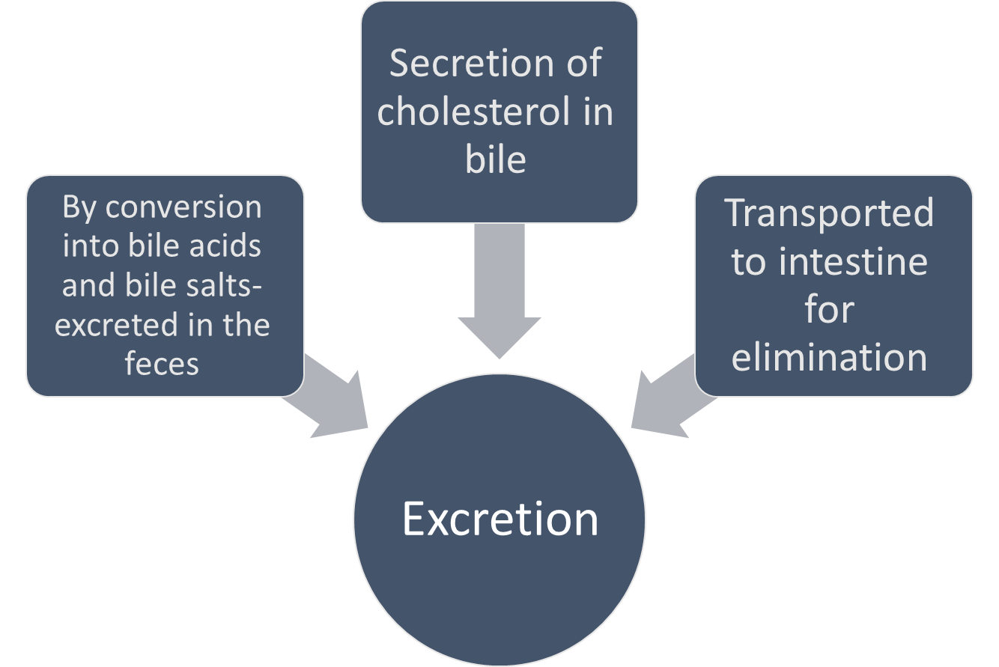 By conversion
into bile acids
and bile salts-
excreted in the
feces
Secretion of
cholesterol in
bile
Transported
to intestine
for
elimination
Excretion